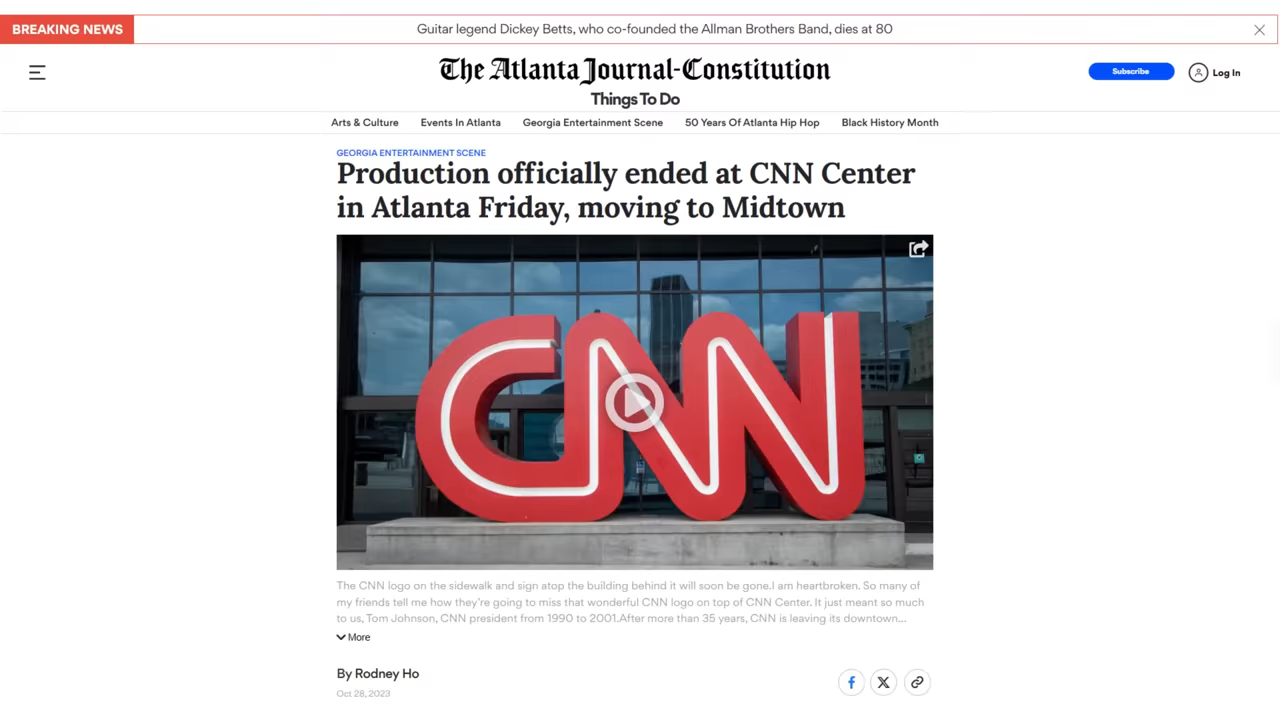 BREAKING NEWS
Guitar legend Dickey Betts, who co-founded the Allman Brothers Band, dies at 80
The Atlanta Journal-Constitution
Subscribe
Log In
Things To Do
Arts & Culture
Events In Atlanta
Georgia Entertainment Scene
50 Years Of Atlanta Hip Hop
Black History Month
GEORGIA ENTERTAINMENT SCENE
Production officially ended at CNN Center
in Atlanta Friday, moving to Midtown
CNN
The CNN logo on the sidewalk and sign atop the building behind it will soon be gone.I am heartbroken. So many of
my friends tell me how they're going to miss that wonderful CNN logo on top of CNN Center. It just meant so much
to us, Tom Johnson, CNN president from 1990 to 2001.After more than 35 years, CNN is leaving its downtown...
More
By Rodney Ho
Oct 28, 2023